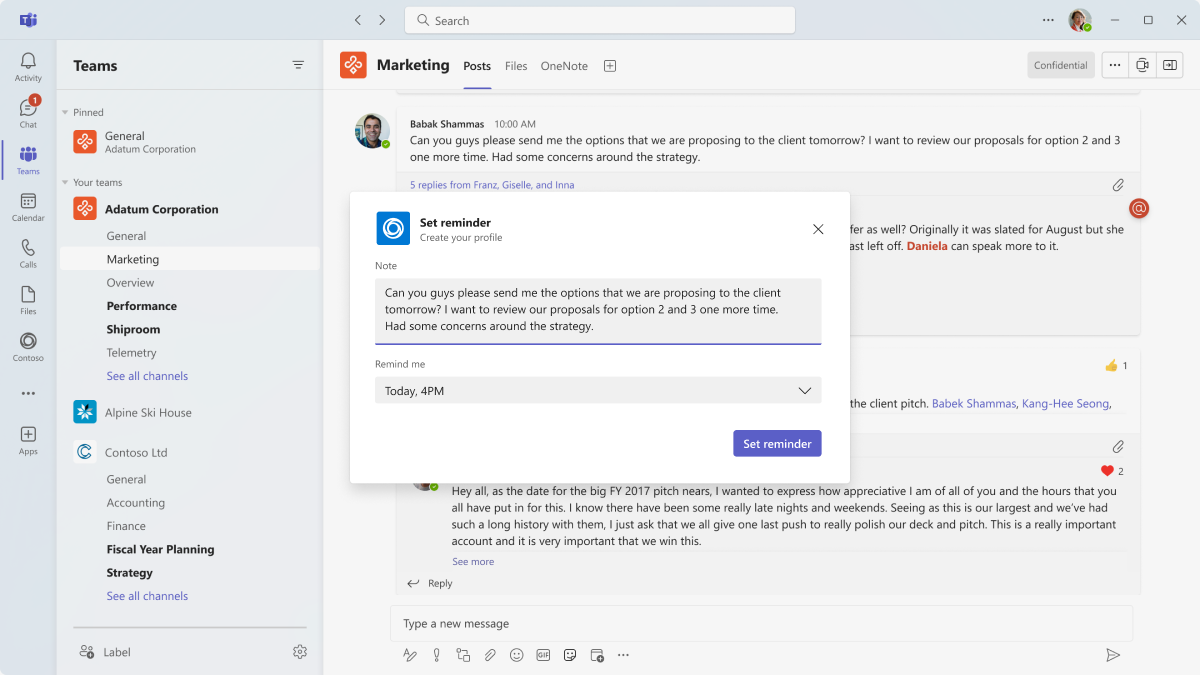 Search
Activity
1
Chat
Teams
Calendar
Calls
Files
Contoso
Apps
Teams
Pinned
General
Adatum Corporation
Your teams
Adatum Corporation
General
Marketing
Overview
Performance
Shiproom
Telemetry
See all channels
Alpine Ski House
Contoso Ltd
General
Accounting
Finance
Fiscal Year Planning
Strategy
See all channels
Label
Marketing Posts Files OneNote
Confidential
Babak Shammas 10:00 AM
Can you guys please send me the options that we are proposing to the client tomorrow? I want to review our proposals for option 2 and 3
one more time. Had some concerns around the strategy.
5 replies from Franz, Giselle, and Inna
@
fer as well? Originally it was slated for August but she
ast left off. Daniela can speak more to it.
Set reminder
Create your profile
Note
Can you guys please send me the options that we are proposing to the client
tomorrow? I want to review our proposals for option 2 and 3 one more time.
Had some concerns around the strategy.
Remind me
Today, 4PM
Set reminder
1
the client pitch. Babek Shammas, Kang-Hee Seong,
2
Hey all, as the date for the big FY 2017 pitch nears, I wanted to express how appreciative I am of all of you and the hours that you
all have put in for this. I know there have been some really late nights and weekends. Seeing as this is our largest and we've had
such a long history with them, I just ask that we all give one last push to really polish our deck and pitch. This is a really important
account and it is very important that we win this.
See more
Reply
Type a new message
GIF